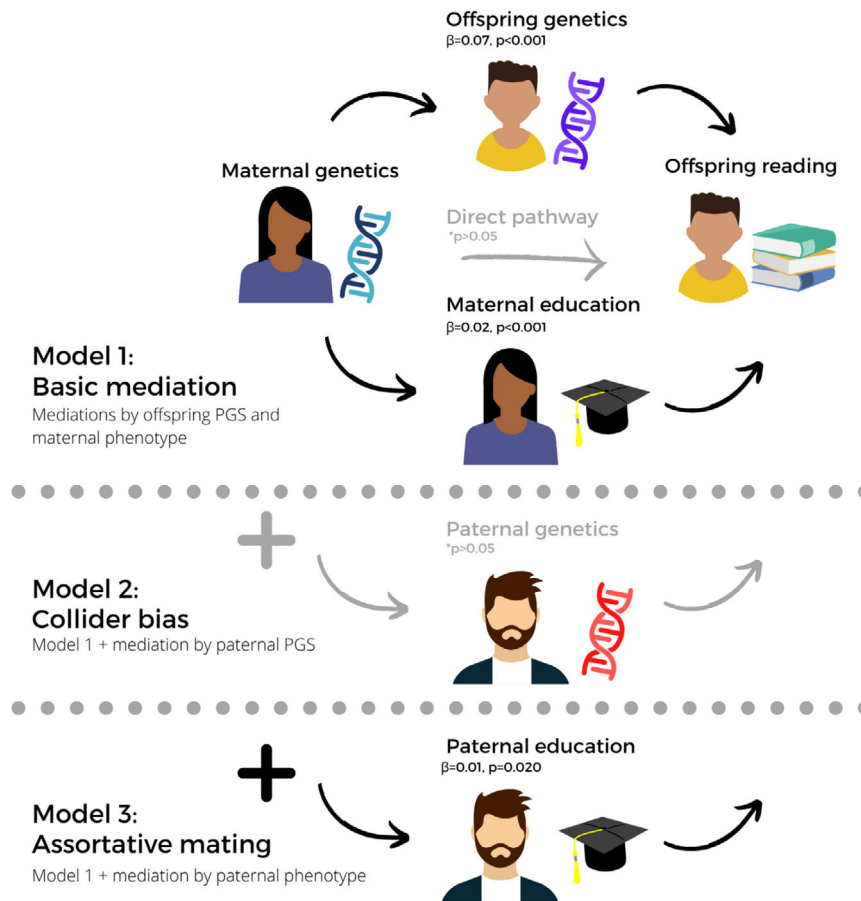 Offspring genetics
β=0.07, p<0.001
Maternal genetics
Offspring reading
Direct pathway
*p>0.05
Maternal education
β=0.02, p<0.001
Model 1:
Basic mediation
Mediations by offspring PGS and
maternal phenotype
+
Paternal genetics
*p>0.05
Model 2:
Collider bias
Model 1 + mediation by paternal PGS
+
Paternal education
β=0.01, p=0.020
Model 3:
Assortative mating
Model 1 + mediation by paternal phenotype